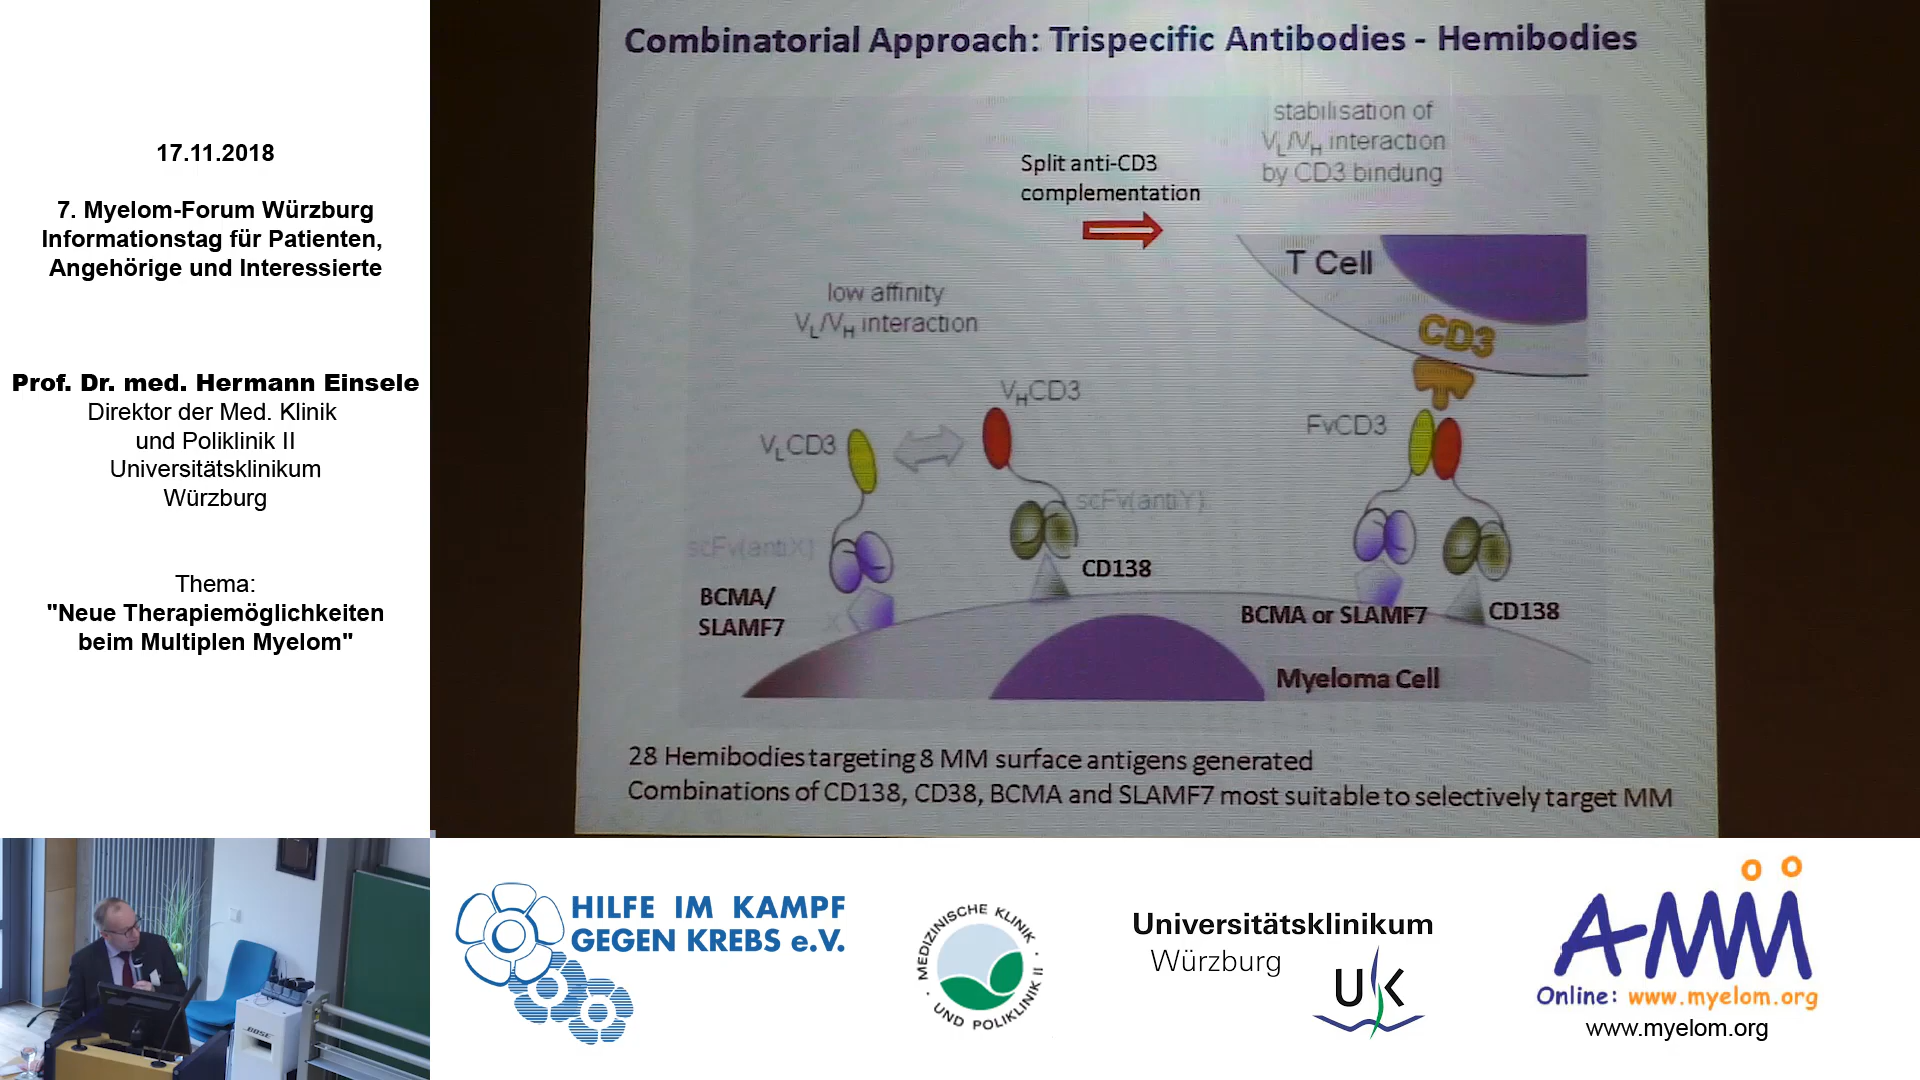 17.11.2018
7. Myelom-Forum Würzburg
Informationstag für Patienten,
Angehörige und Interessierte
Prof. Dr. med. Hermann Einsele
Direktor der Med. Klinik
und Poliklinik II
Universitätsklinikum
Würzburg
Thema:
"Neue Therapiemöglichkeiten
beim Multiplen Myelom"
Combinatorial Approach: Trispecific Antibodies - Hemibodies
stabilisation of
VL/VH interaction
by CD3 bindung
Split anti-CD3
complementation
T Cell
CD3
low affinity
VL/VH interaction
VHCD3
VLCD3
FvCD3
scFv(antiY)
scFv(antiX)
CD138
BCMA/
SLAMF7
X
BCMA or SLAMF7
CD138
Myeloma Cell
28 Hemibodies targeting 8 MM surface antigens generated
Combinations of CD138, CD38, BCMA and SLAMF7 most suitable to selectively target MM
BOSE
HILFE IM KAMPF
GEGEN KREBS e.V.
MEDIZINISCHE KLINIK
UND POLIKLINIK II
Universitätsklinikum
Würzburg
UK
AMM
Online: www.myelom.org
www.myelom.org